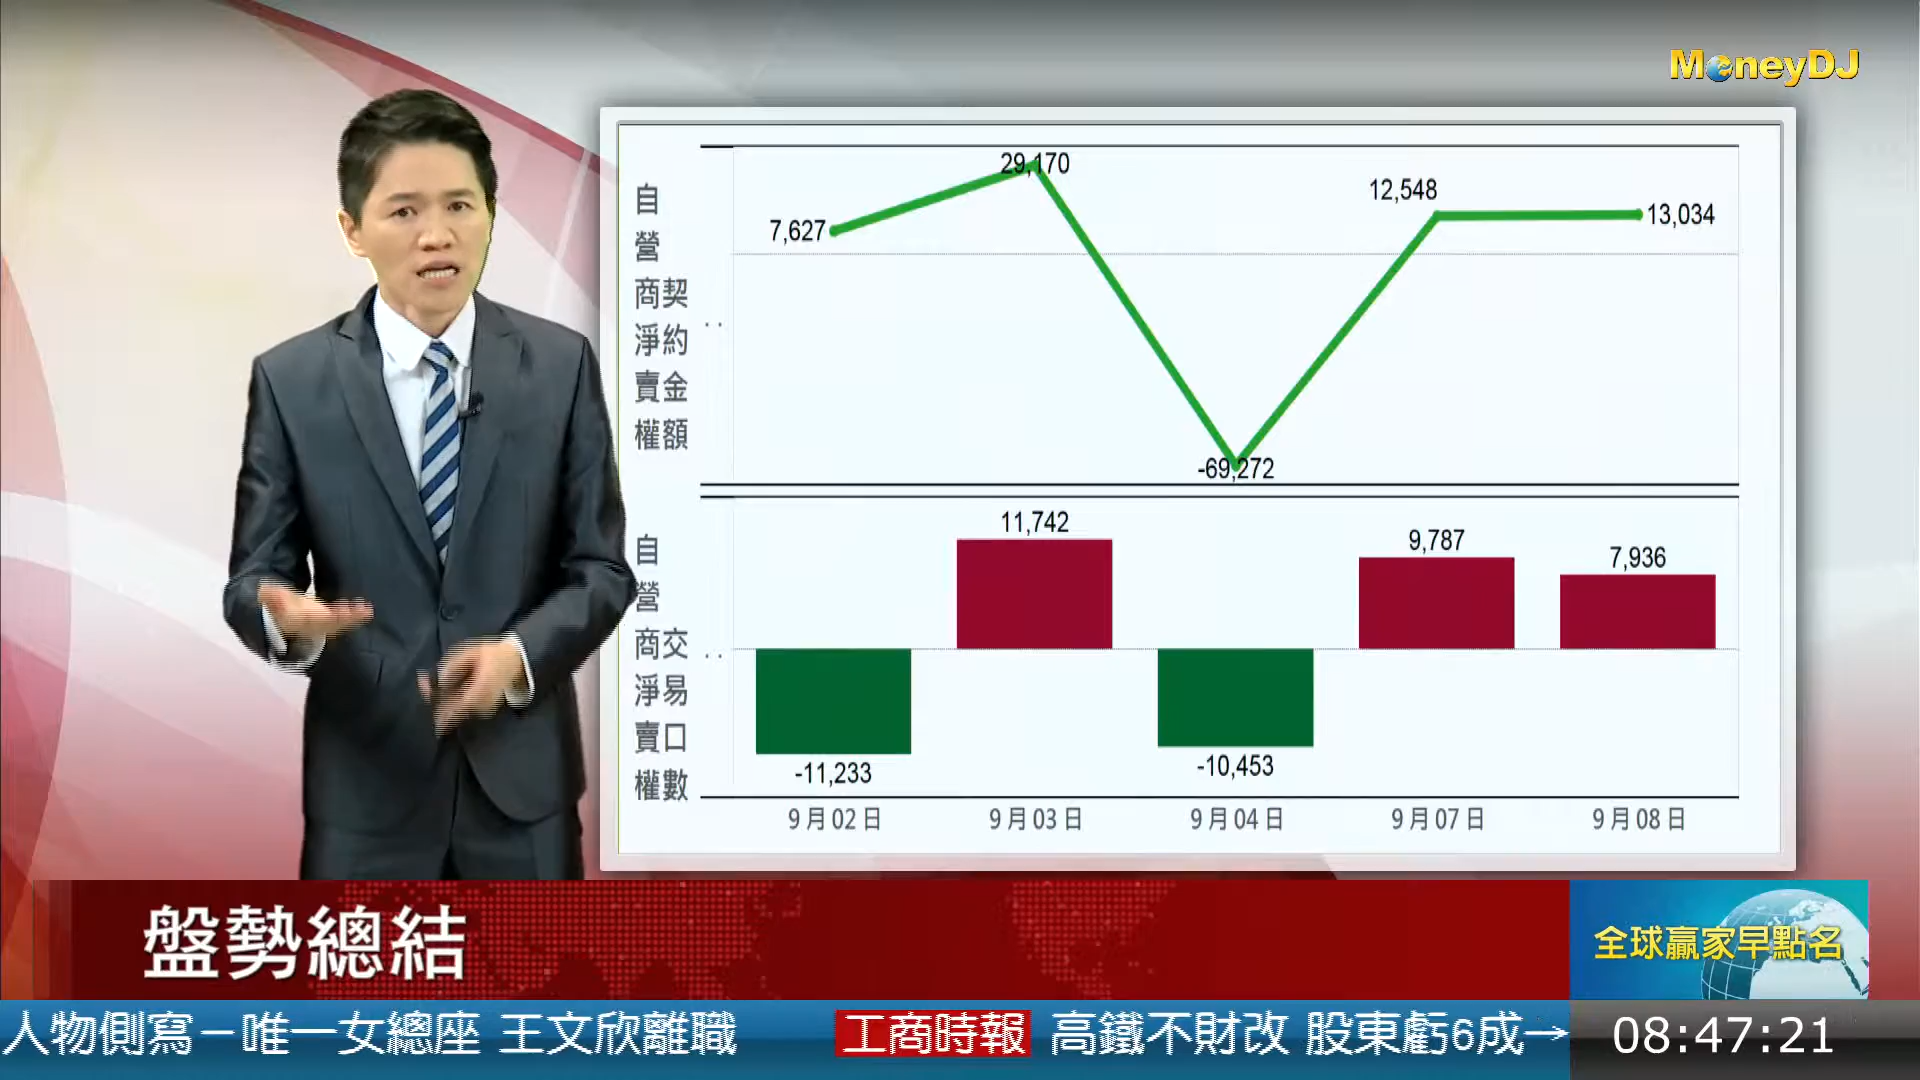 MoneyDJ
自營商淨賣權
契約金額
29,170
12,548
7,627
13,034
-69,272
自營商淨賣權
交易口數
11,742
9,787
7,936
-11,233
-10,453
9月02日
9月03日
9月04日
9月07日
9月08日
盤勢總結
全球贏家早點名
人物側寫－唯一女總座 王文欣離職 工商時報 高鐵不財改 股東虧6成→
08:47:21